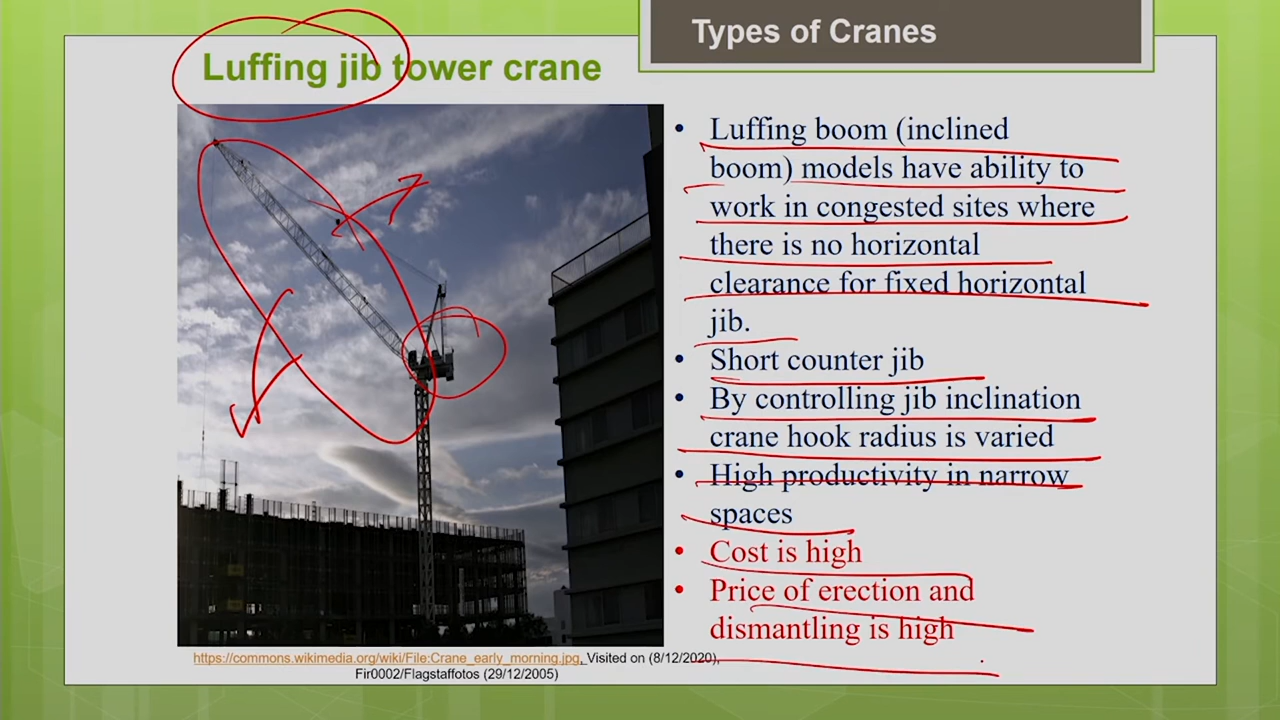 Types of Cranes
Luffing jib tower crane
• Luffing boom (inclined
boom) models have ability to
work in congested sites where
there is no horizontal
clearance for fixed horizontal
jib.
• Short counter jib
• By controlling jib inclination
crane hook radius is varied
• High productivity in narrow
spaces
• Cost is high
• Price of erection and
dismantling is high
https://commons.wikimedia.org/wiki/File:Crane_early_morning.jpg, Visited on (8/12/2020),
Fir0002/Flagstaffotos (29/12/2005)